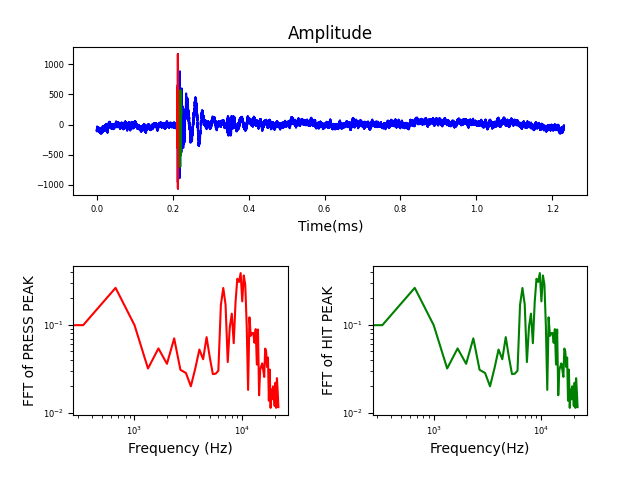 Amplitude
1000
500
0
−500
−1000
0.0 0.2 0.4 0.6 0.8 1.0 1.2
Time(ms)
FFT of PRESS PEAK
10⁻¹
10⁻²
10³ 10⁴
Frequency (Hz)
FFT of HIT PEAK
10⁻¹
10⁻²
10³ 10⁴
Frequency(Hz)